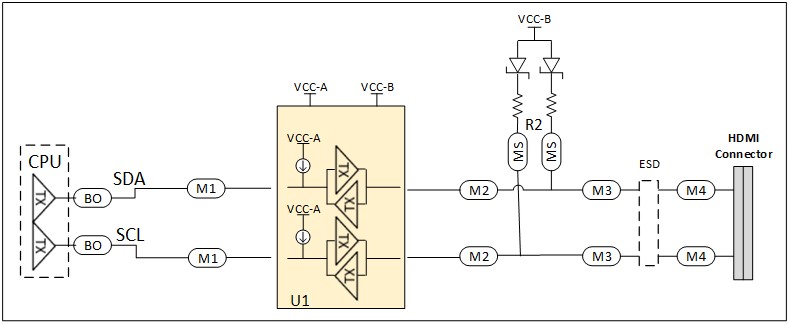 VCC-B
VCC-A VCC-B
R2
MS MS
VCC-A
TX
TX
ESD
HDMI
Connector
CPU
TX
BO
SDA
M1
M2
M3
M4
VCC-A
TX
TX
TX
BO
SCL
M1
M2
M3
M4
U1